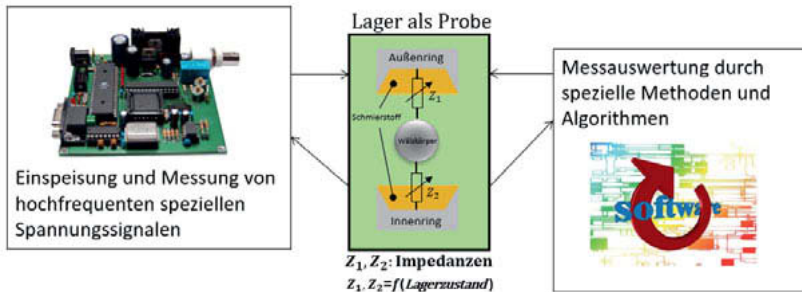 Lager als Probe
Außenring
Z₁
Schmierstoff
Wälzkörper
Z₂
Innenring
Z₁, Z₂: Impedanzen
Z₁, Z₂=f(Lagerzustand)
Einspeisung und Messung von
hochfrequenten speziellen
Spannungssignalen
Messauswertung durch
spezielle Methoden und
Algorithmen
software